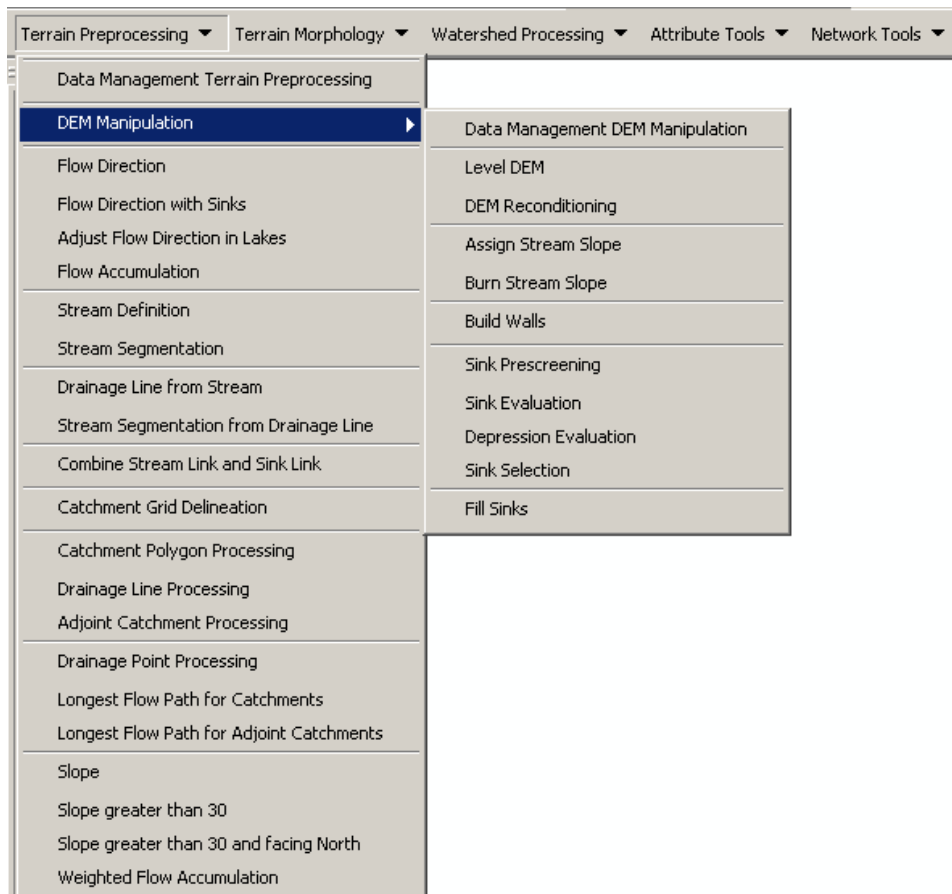 Terrain Preprocessing Terrain Morphology Watershed Processing Attribute Tools Network Tools
Data Management Terrain Preprocessing
DEM Manipulation
Flow Direction
Flow Direction with Sinks
Adjust Flow Direction in Lakes
Flow Accumulation
Stream Definition
Stream Segmentation
Drainage Line from Stream
Stream Segmentation from Drainage Line
Combine Stream Link and Sink Link
Catchment Grid Delineation
Catchment Polygon Processing
Drainage Line Processing
Adjoint Catchment Processing
Drainage Point Processing
Longest Flow Path for Catchments
Longest Flow Path for Adjoint Catchments
Slope
Slope greater than 30
Slope greater than 30 and facing North
Weighted Flow Accumulation
Data Management DEM Manipulation
Level DEM
DEM Reconditioning
Assign Stream Slope
Burn Stream Slope
Build Walls
Sink Prescreening
Sink Evaluation
Depression Evaluation
Sink Selection
Fill Sinks